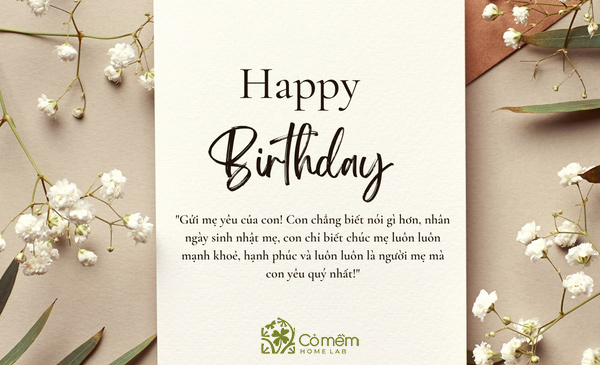 Happy
Birthday
"Gửi mẹ yêu của con! Con chẳng biết nói gì hơn, nhân
ngày sinh nhật mẹ, con chỉ biết chúc mẹ luôn luôn
mạnh khoẻ, hạnh phúc và luôn luôn là người mẹ mà
con yêu quý nhất!"
Cỏ mềm
HOME LAB